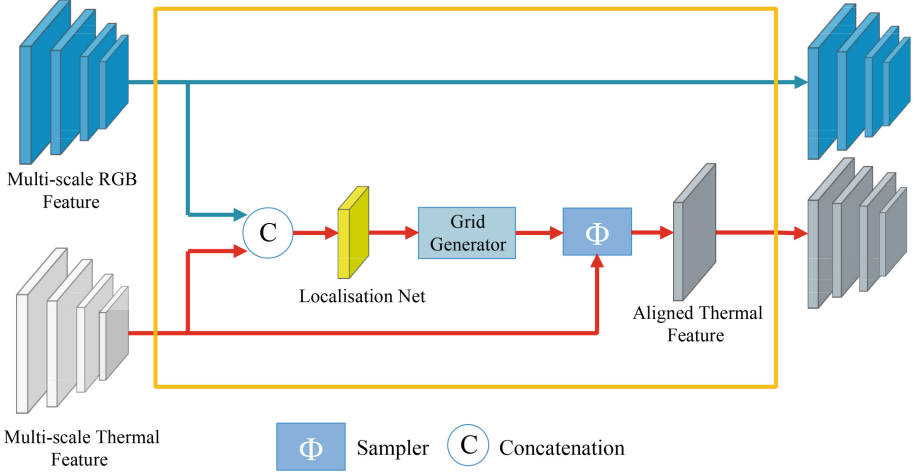 Multi-scale RGB
Feature
C
Localisation Net
Grid
Generator
Φ
Aligned Thermal
Feature
Multi-scale Thermal
Feature
Φ Sampler
C Concatenation